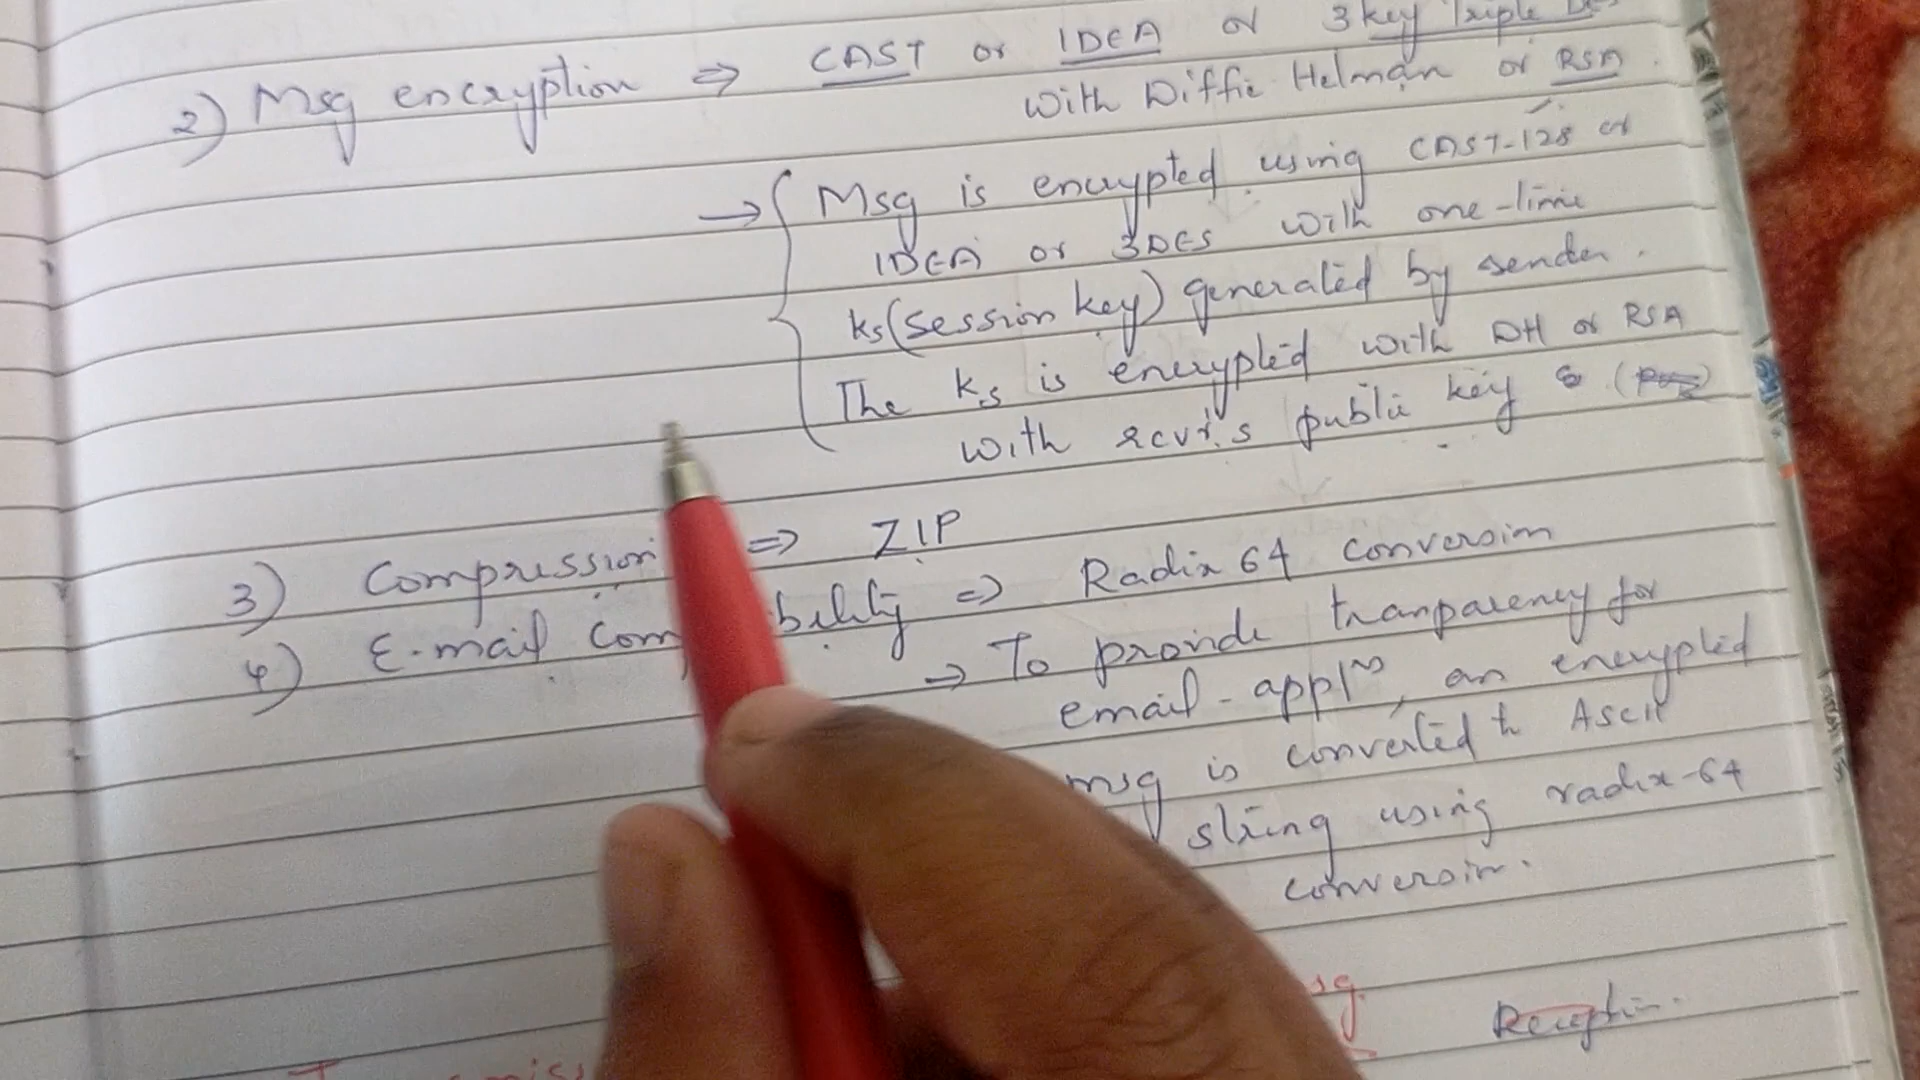 2) Msg encryption ⇒ CAST or IDEA or 3 key Triple
with Diffie Helman or RSA.
→ { Msg is encrypted using CAST-128 or
IDEA or 3DES with one-time
ks (session key) generated by sender.
The ks is encrypted with DH or RSA
with rcvr's public key
3) Compression ⇒ ZIP
4) E-mail com bility ⇒ Radix 64 conversion
→ To provide tranparency for
email-appl^n, an encrypted
msg is converted to Ascii
string using radix-64
conversion.
Reception.